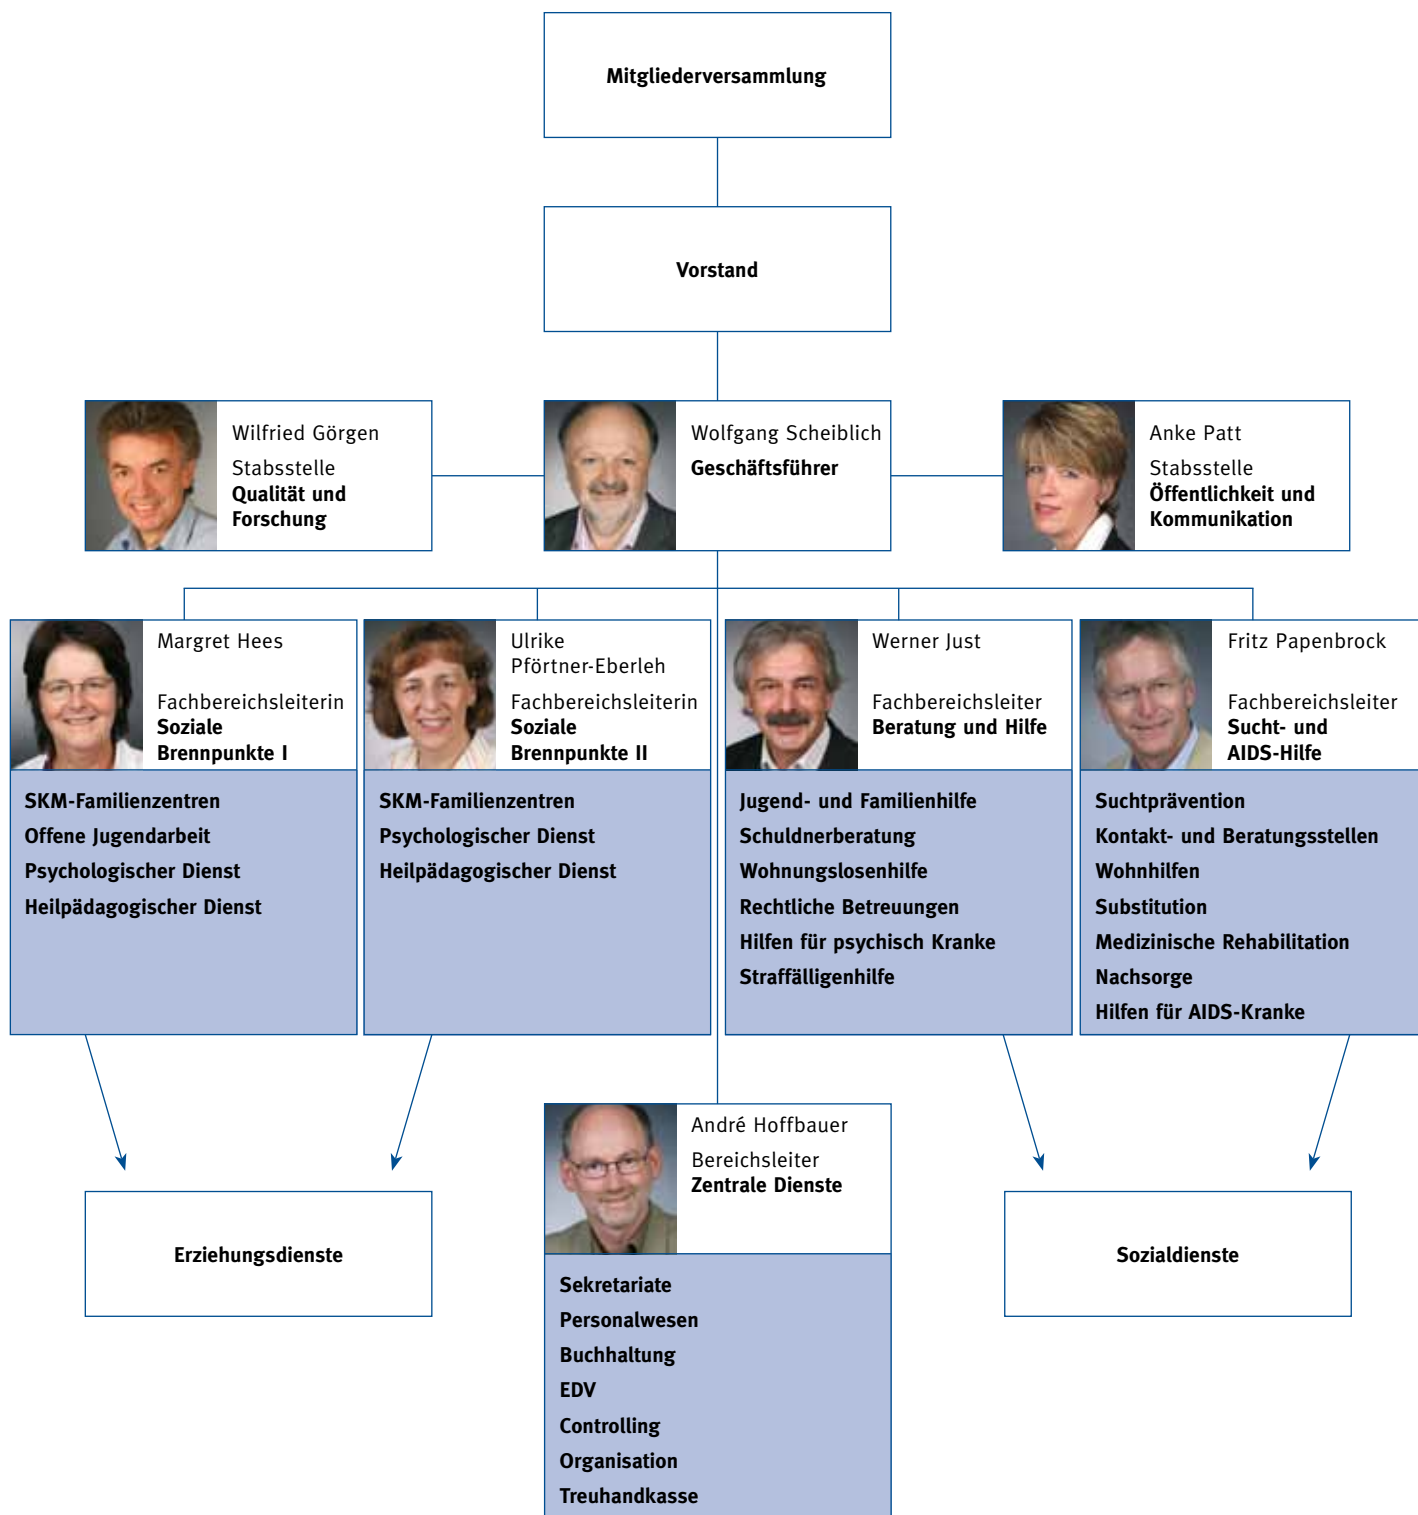 Mitgliederversammlung
Vorstand
Wilfried Görgen
Stabsstelle
Qualität und
Forschung
Wolfgang Scheiblich
Geschäftsführer
Anke Patt
Stabsstelle
Öffentlichkeit und
Kommunikation
Margret Hees
Fachbereichsleiterin
Soziale
Brennpunkte I
SKM-Familienzentren
Offene Jugendarbeit
Psychologischer Dienst
Heilpädagogischer Dienst
Ulrike
Pförtner-Eberleh
Fachbereichsleiterin
Soziale
Brennpunkte II
SKM-Familienzentren
Psychologischer Dienst
Heilpädagogischer Dienst
Werner Just
Fachbereichsleiter
Beratung und Hilfe
Jugend- und Familienhilfe
Schuldnerberatung
Wohnungslosenhilfe
Rechtliche Betreuungen
Hilfen für psychisch Kranke
Straffälligenhilfe
Fritz Papenbrock
Fachbereichsleiter
Sucht- und
AIDS-Hilfe
Suchtprävention
Kontakt- und Beratungsstellen
Wohnhilfen
Substitution
Medizinische Rehabilitation
Nachsorge
Hilfen für AIDS-Kranke
Erziehungsdienste
André Hoffbauer
Bereichsleiter
Zentrale Dienste
Sekretariate
Personalwesen
Buchhaltung
EDV
Controlling
Organisation
Treuhandkasse
Sozialdienste